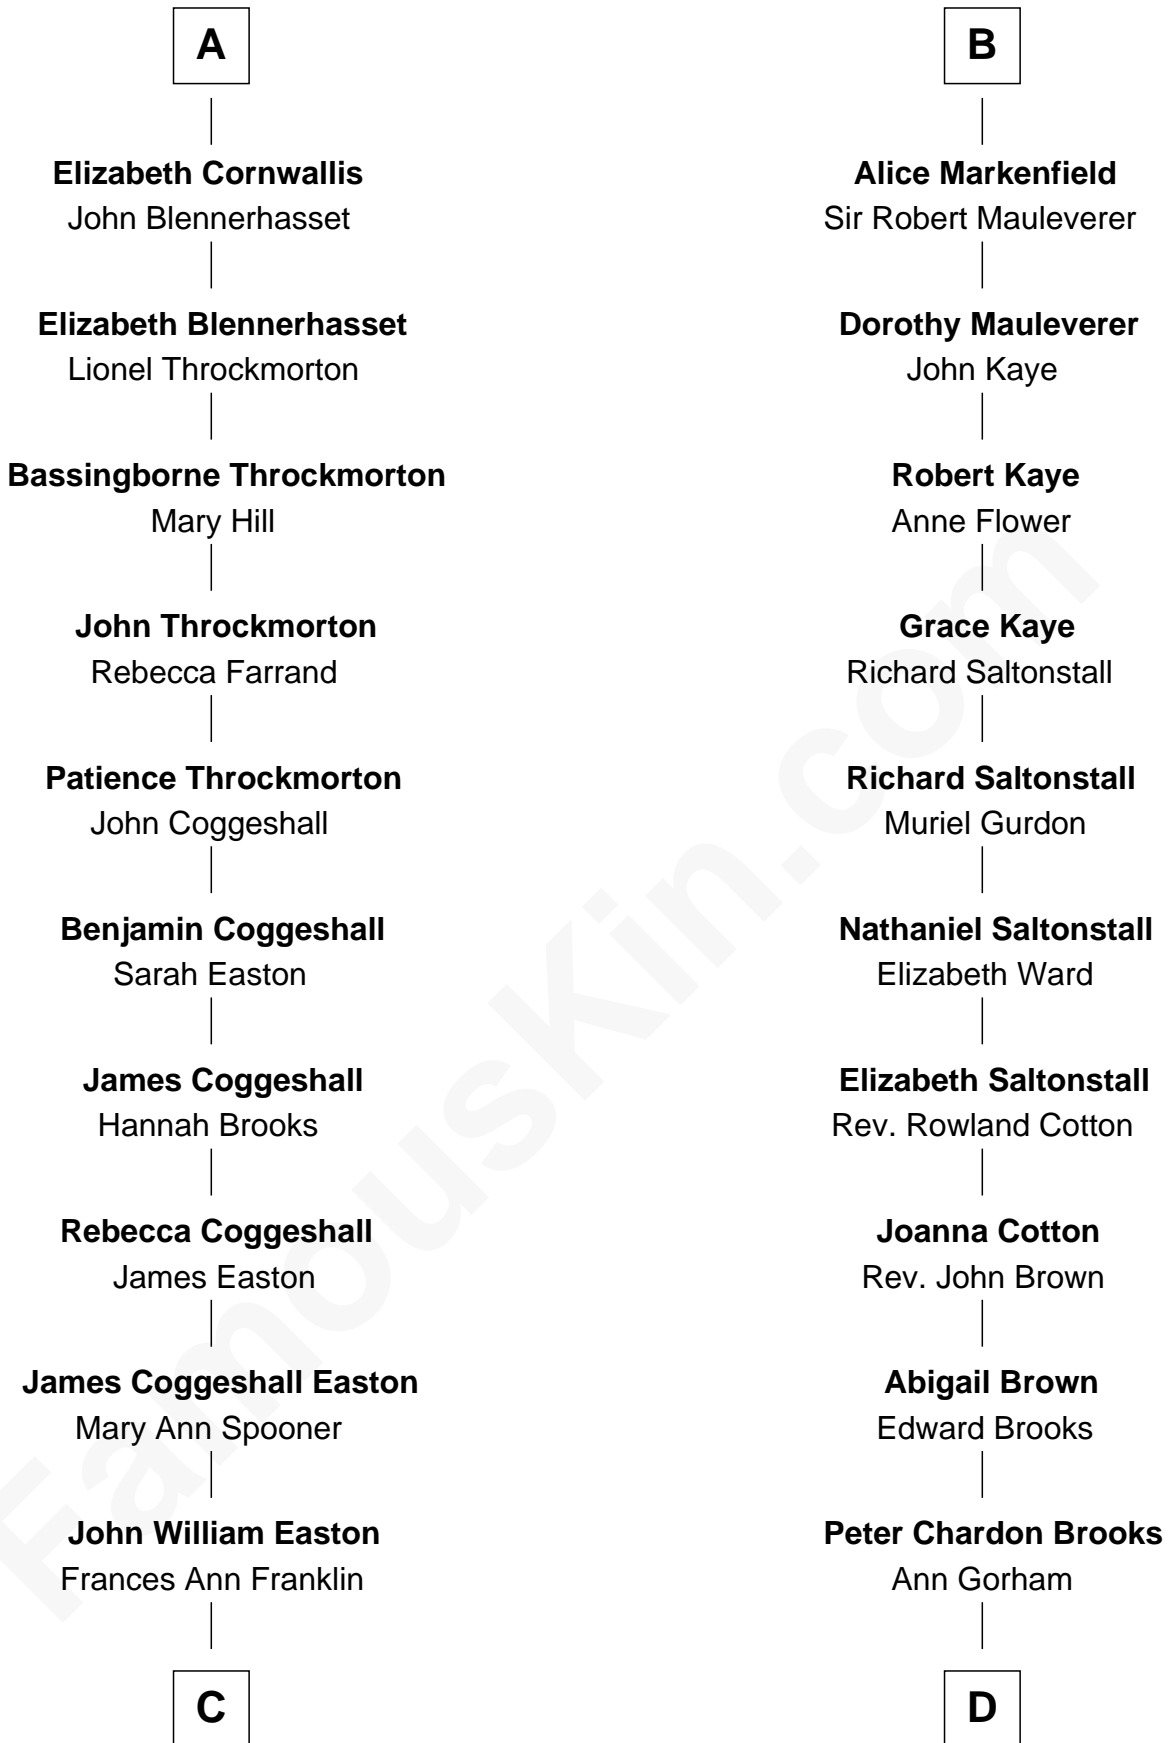 A
Elizabeth Cornwallis
John Blennerhasset
Elizabeth Blennerhasset
Lionel Throckmorton
Bassingborne Throckmorton
Mary Hill
John Throckmorton
Rebecca Farrand
Patience Throckmorton
John Coggeshall
Benjamin Coggeshall
Sarah Easton
James Coggeshall
Hannah Brooks
Rebecca Coggeshall
James Easton
James Coggeshall Easton
Mary Ann Spooner
John William Easton
Frances Ann Franklin
C
B
Alice Markenfield
Sir Robert Mauleverer
Dorothy Mauleverer
John Kaye
Robert Kaye
Anne Flower
Grace Kaye
Richard Saltonstall
Richard Saltonstall
Muriel Gurdon
Nathaniel Saltonstall
Elizabeth Ward
Elizabeth Saltonstall
Rev. Rowland Cotton
Joanna Cotton
Rev. John Brown
Abigail Brown
Edward Brooks
Peter Chardon Brooks
Ann Gorham
D
FamousKin.com